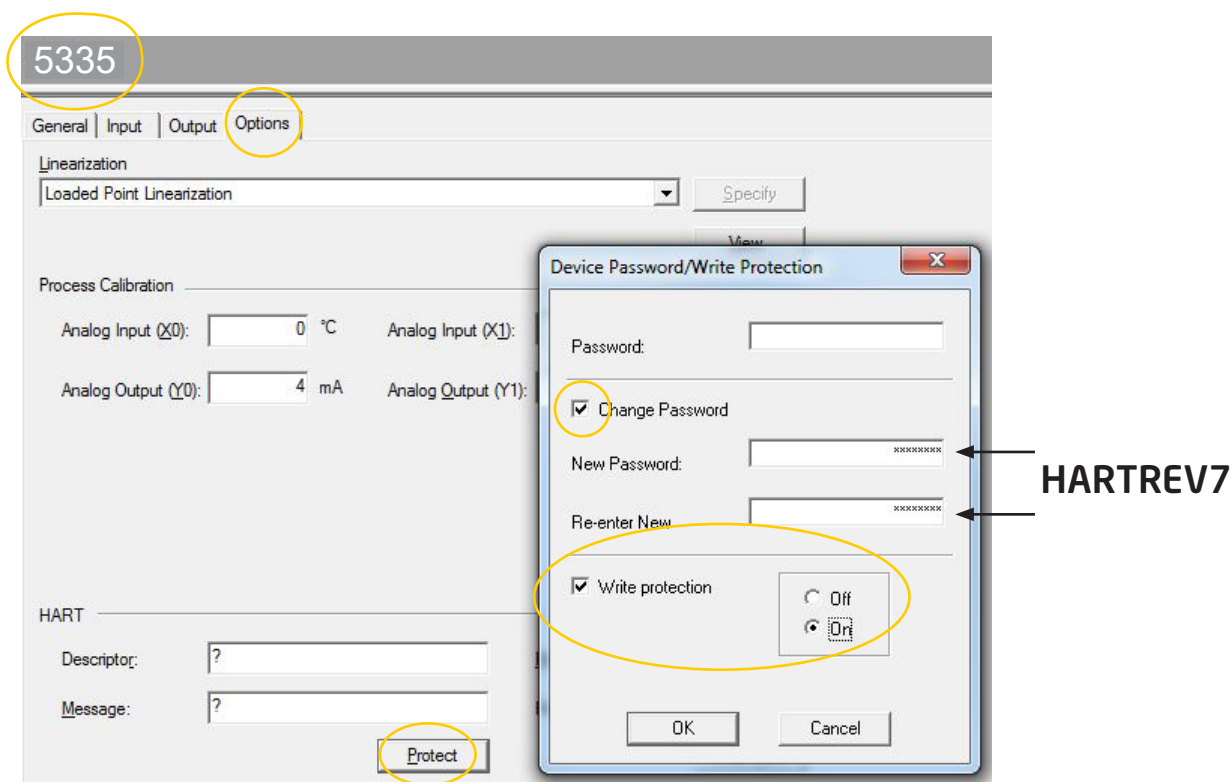 5335
General Input Output Options
Linearization
Loaded Point Linearization Specify
View
Device Password/Write Protection
Process Calibration
Analog Input (X0): 0 °C Analog Input (X1):
Password:
Analog Output (Y0): 4 mA Analog Output (Y1):
Change Password
New Password: ********
HARTREV7
Re-enter New ********
Write protection Off
On
HART
Descriptor: ?
Message: ?
OK Cancel
Protect